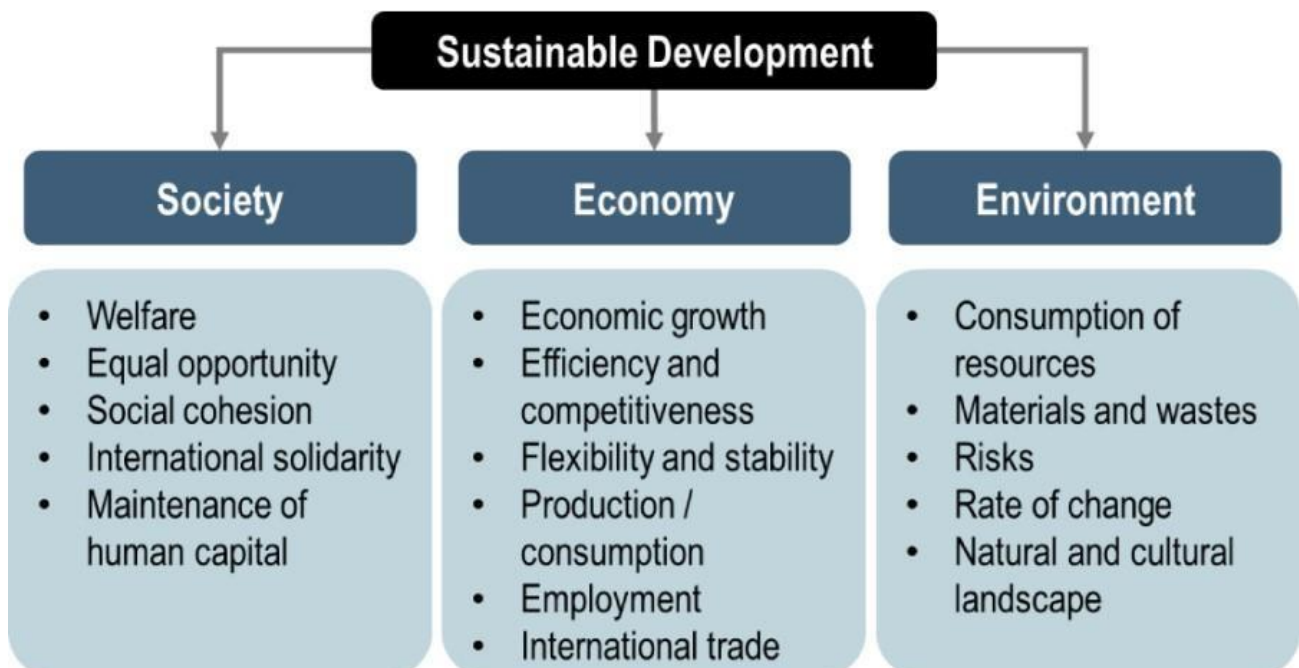 Sustainable Development
Society
• Welfare
• Equal opportunity
• Social cohesion
• International solidarity
• Maintenance of
human capital
Economy
• Economic growth
• Efficiency and
competitiveness
• Flexibility and stability
• Production /
consumption
• Employment
• International trade
Environment
• Consumption of
resources
• Materials and wastes
• Risks
• Rate of change
• Natural and cultural
landscape